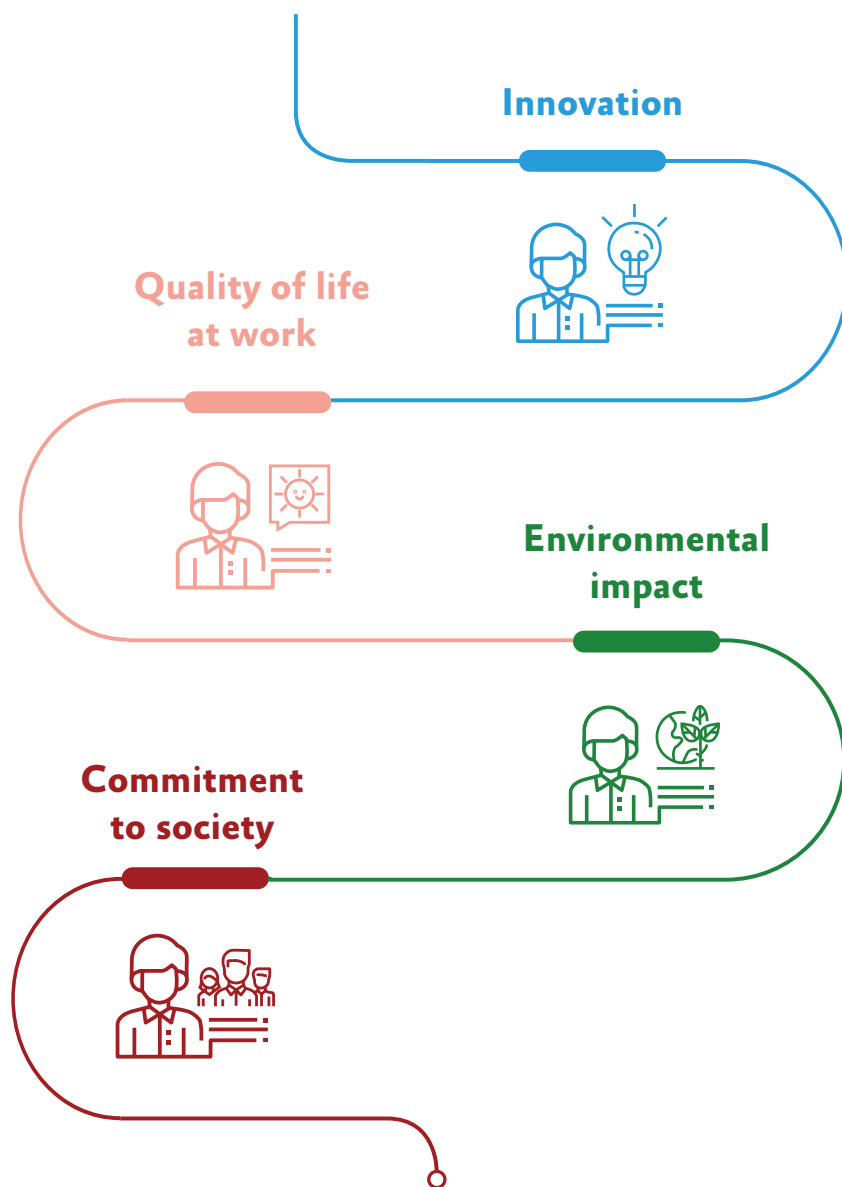 Innovation
Quality of life
at work
Environmental
impact
Commitment
to society